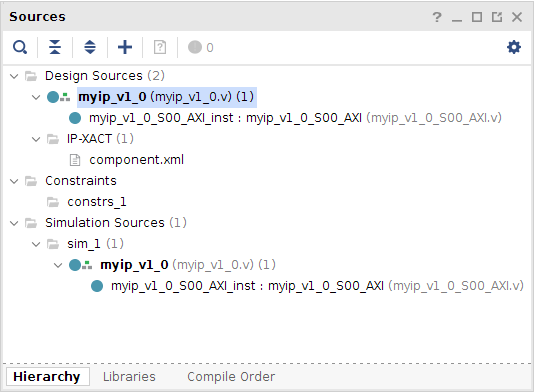 Sources
? _
0
Design Sources (2)
myip_v1_0 (myip_v1_0.v) (1)
myip_v1_0_S00_AXI_inst : myip_v1_0_S00_AXI (myip_v1_0_S00_AXI.v)
IP-XACT (1)
component.xml
Constraints
constrs_1
Simulation Sources (1)
sim_1 (1)
myip_v1_0 (myip_v1_0.v) (1)
myip_v1_0_S00_AXI_inst : myip_v1_0_S00_AXI (myip_v1_0_S00_AXI.v)
Hierarchy Libraries Compile Order